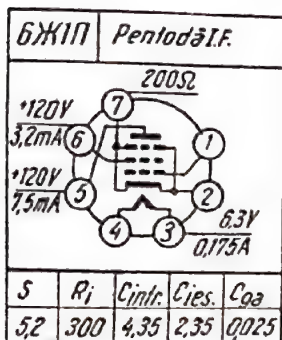 6Ж1П Pentodă Î.F.
200Ω
7
+120V
3,2mA
6
1
+120V
7,5mA
5
2
4
3
6,3V
0,175A
S Ri Cintr. Cies. Cga
5,2 300 4,35 2,35 0,025